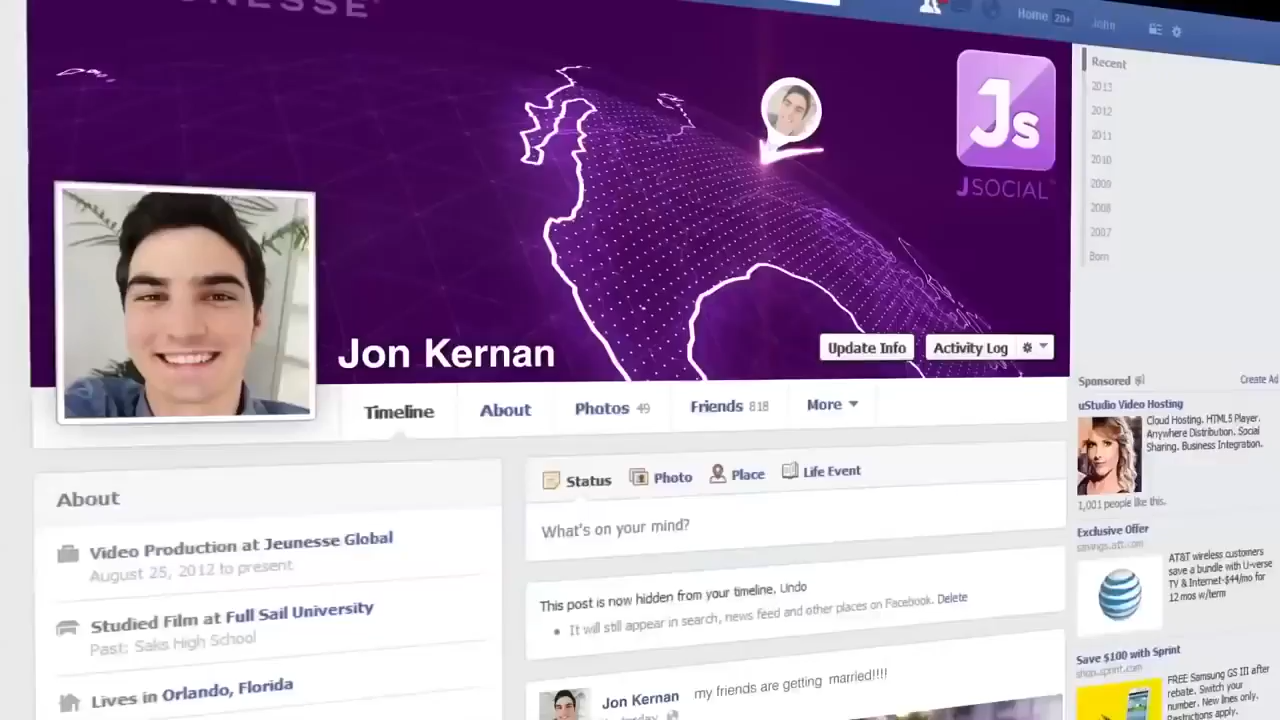 Home 20+ John
Recent
2013
2012
2011
2010
2009
2008
2007
Born
Js
JSOCIAL
Jon Kernan
Update Info
Activity Log
Timeline
About
Photos 49
Friends 818
More
About
Video Production at Jeunesse Global
August 25, 2012 to present
Studied Film at Full Sail University
Past: Saks High School
Lives in Orlando, Florida
Status
Photo
Place
Life Event
What's on your mind?
This post is now hidden from your timeline. Undo
• It will still appear in search, news feed and other places on Facebook. Delete
Jon Kernan my friends are getting married!!!!
Sponsored
Create Ad
uStudio Video Hosting
Cloud Hosting. HTML5 Player.
Anywhere Distribution. Social
Sharing. Business Integration.
1,001 people like this.
Exclusive Offer
AT&T wireless customers
save a bundle with U-verse
TV & Internet-$44/mo for
12 mos w/term
Save $100 with Sprint
shop.sprint.com
FREE Samsung GS III after
rebate. Switch your
number. New lines only.
Restrictions apply.